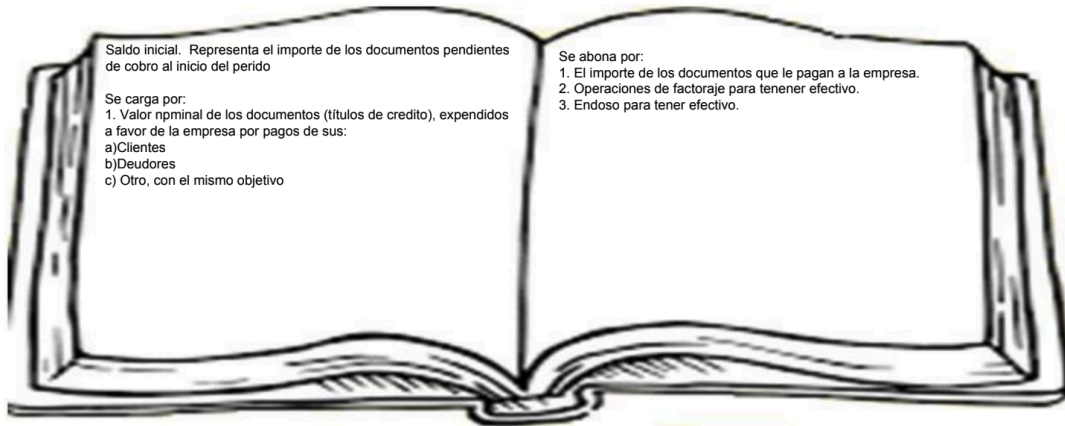 Saldo inicial. Representa el importe de los documentos pendientes
de cobro al inicio del perido
Se carga por:
1. Valor npminal de los documentos (títulos de credito), expendidos
a favor de la empresa por pagos de sus:
a)Clientes
b)Deudores
c) Otro, con el mismo objetivo
Se abona por:
1. El importe de los documentos que le pagan a la empresa.
2. Operaciones de factoraje para tenener efectivo.
3. Endoso para tener efectivo.